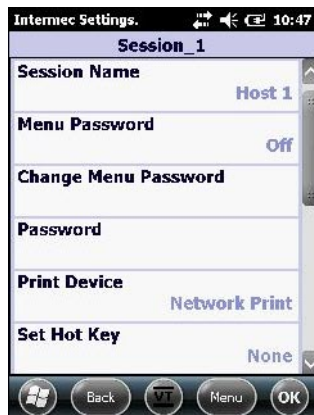 Intermec Settings. 10:47
Session_1
Session Name
Host 1
Menu Password
Off
Change Menu Password
Password
Print Device
Network Print
Set Hot Key
None
Back VT Menu OK